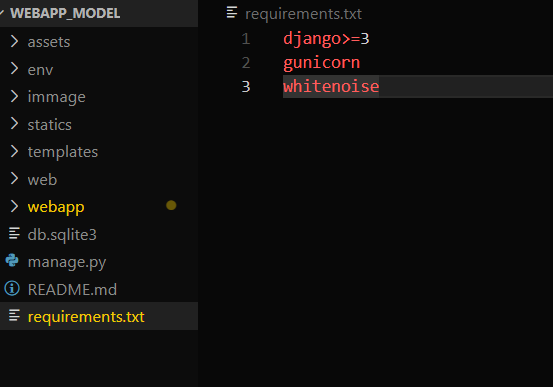 WEBAPP_MODEL
assets
env
immage
statics
templates
web
webapp
db.sqlite3
manage.py
README.md
requirements.txt
requirements.txt
1 django>=3
2 gunicorn
3 whitenoise